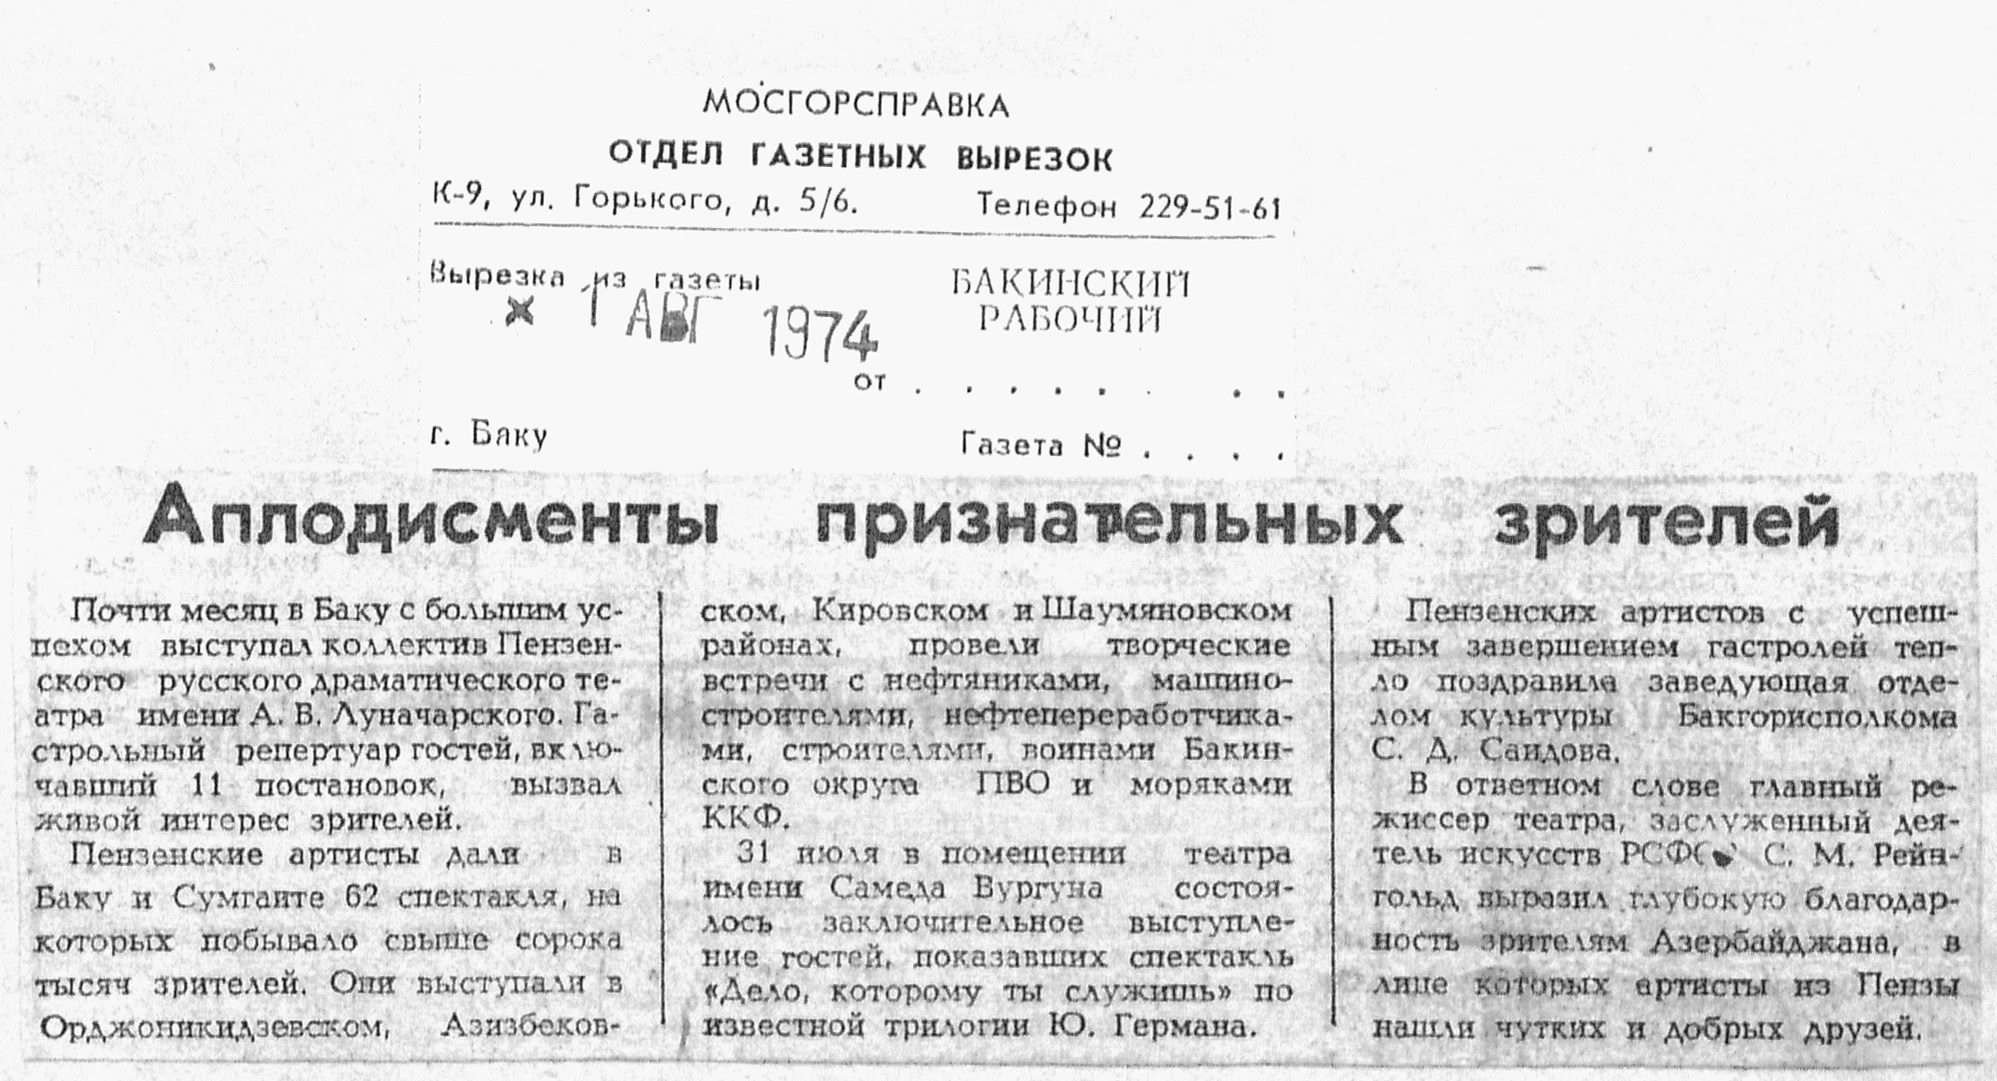 МОСГОРСПРАВКА
ОТДЕЛ ГАЗЕТНЫХ ВЫРЕЗОК
К-9, ул. Горького, д. 5/6. Телефон 229-51-61
Вырезка из газеты БАКИНСКИЙ
РАБОЧИЙ
1 АВГ 1974
от . . . . . . .
г. Баку Газета № . . . .
Аплодисменты признательных зрителей
Почти месяц в Баку с большим ус-
пехом выступал коллектив Пензен-
ского русского драматического те-
атра имени А. В. Луначарского. Га-
строльный репертуар гостей, вклю-
чавший 11 постановок, вызвал
живой интерес зрителей.
Пензенские артисты дали в
Баку и Сумгаите 62 спектакля, на
которых побывало свыше сорока
тысяч зрителей. Они выступали в
Орджоникидзевском, Азизбеков-
ском, Кировском и Шаумяновском
районах, провели творческие
встречи с нефтяниками, машино-
строителями, нефтепереработчика-
ми, строителями, воинами Бакин-
ского округа ПВО и моряками
ККФ.
31 июля в помещении театра
имени Самеда Вургуна состоя-
лось заключительное выступле-
ние гостей, показавших спектакль
«Дело, которому ты служишь» по
известной трилогии Ю. Германа.
Пензенских артистов с успеш-
ным завершением гастролей теп-
ло поздравила заведующая отде-
лом культуры Бакгорисполкома
С. Д. Саидова.
В ответном слове главный ре-
жиссер театра, заслуженный дея-
тель искусств РСФСР С. М. Рейн-
гольд выразил глубокую благодар-
ность зрителям Азербайджана, в
лице которых артисты из Пензы
нашли чутких и добрых друзей.